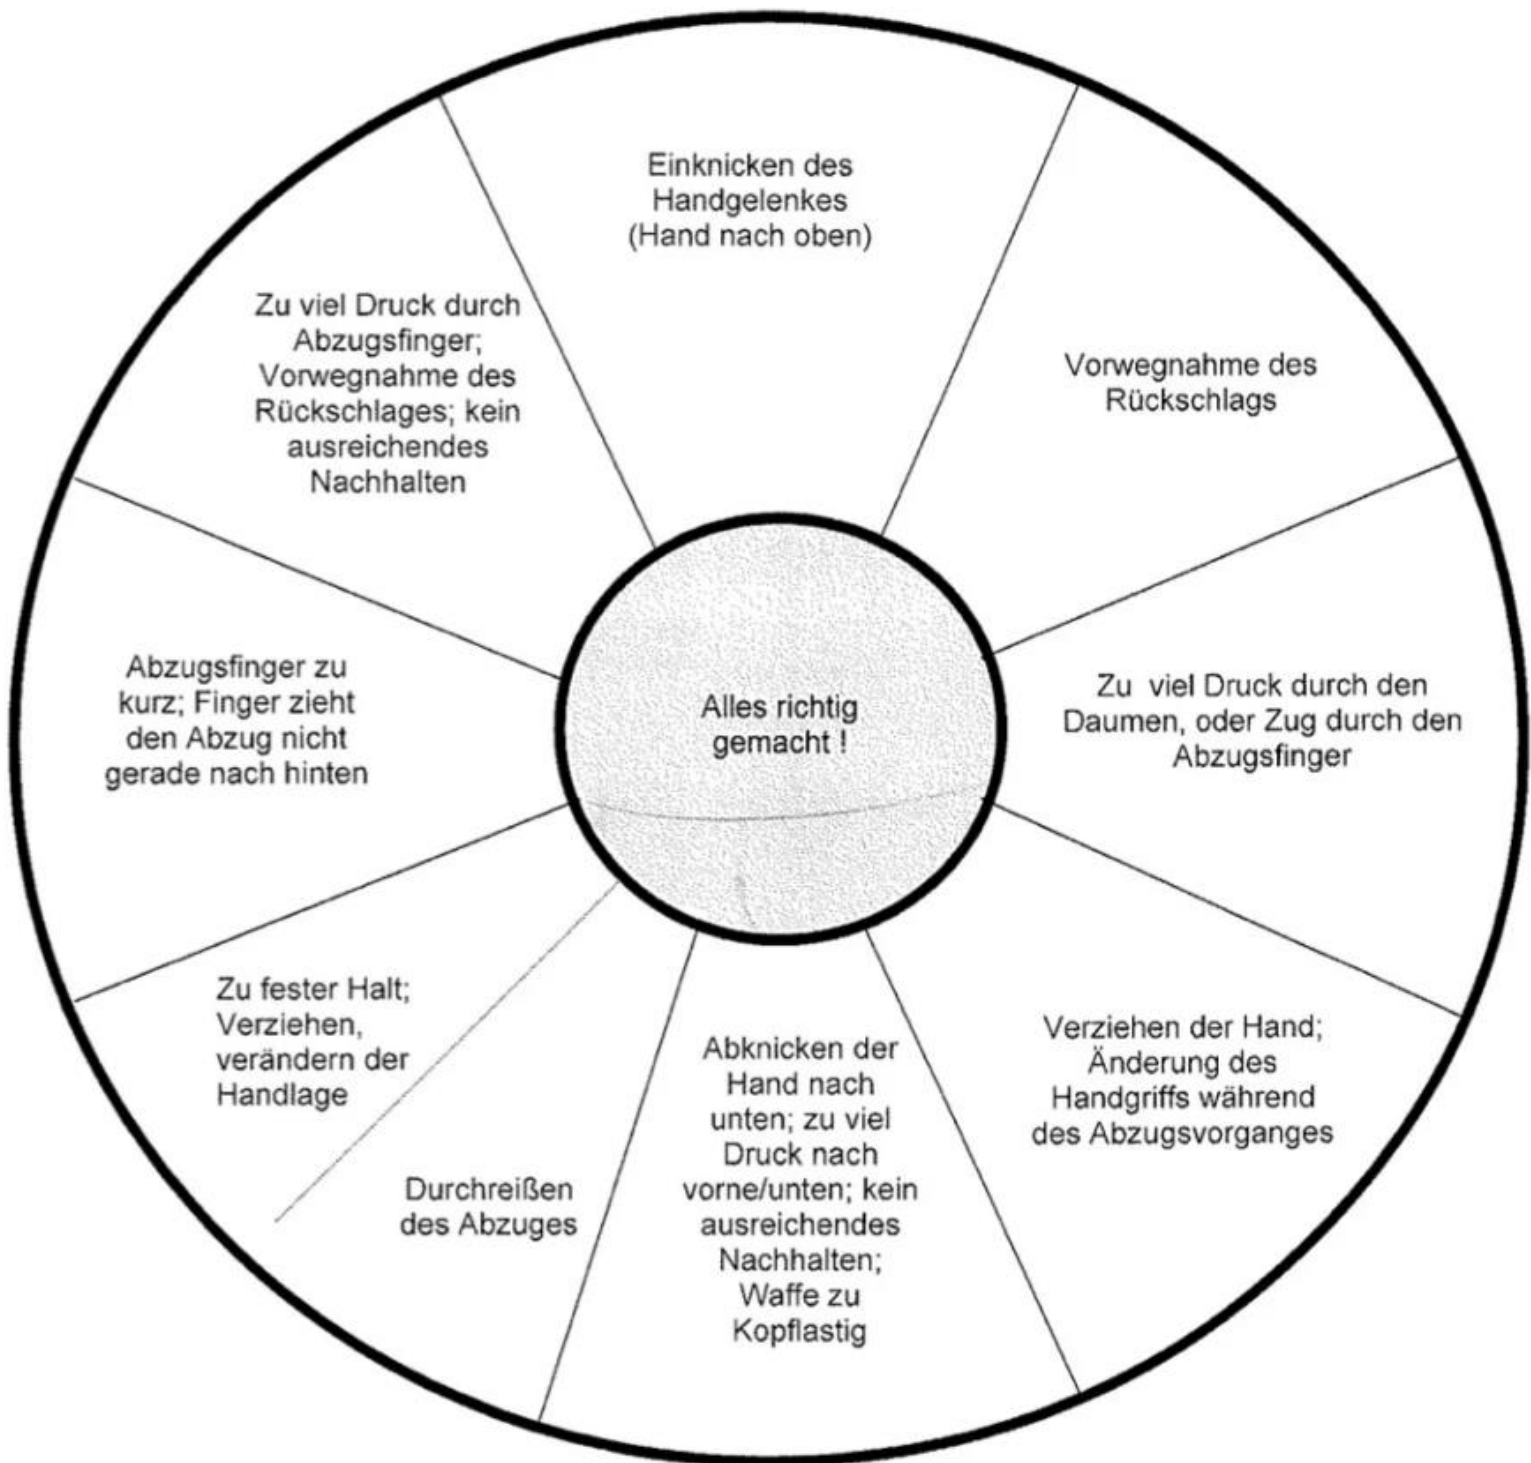 Einknicken des
Handgelenkes
(Hand nach oben)
Vorwegnahme des
Rückschlags
Zu viel Druck durch den
Daumen, oder Zug durch den
Abzugsfinger
Verziehen der Hand;
Änderung des
Handgriffs während
des Abzugsvorganges
Abknicken der
Hand nach
unten; zu viel
Druck nach
vorne/unten; kein
ausreichendes
Nachhalten;
Waffe zu
Kopflastig
Durchreißen
des Abzuges
Zu fester Halt;
Verziehen,
verändern der
Handlage
Abzugsfinger zu
kurz; Finger zieht
den Abzug nicht
gerade nach hinten
Zu viel Druck durch
Abzugsfinger;
Vorwegnahme des
Rückschlages; kein
ausreichendes
Nachhalten
Alles richtig
gemacht !